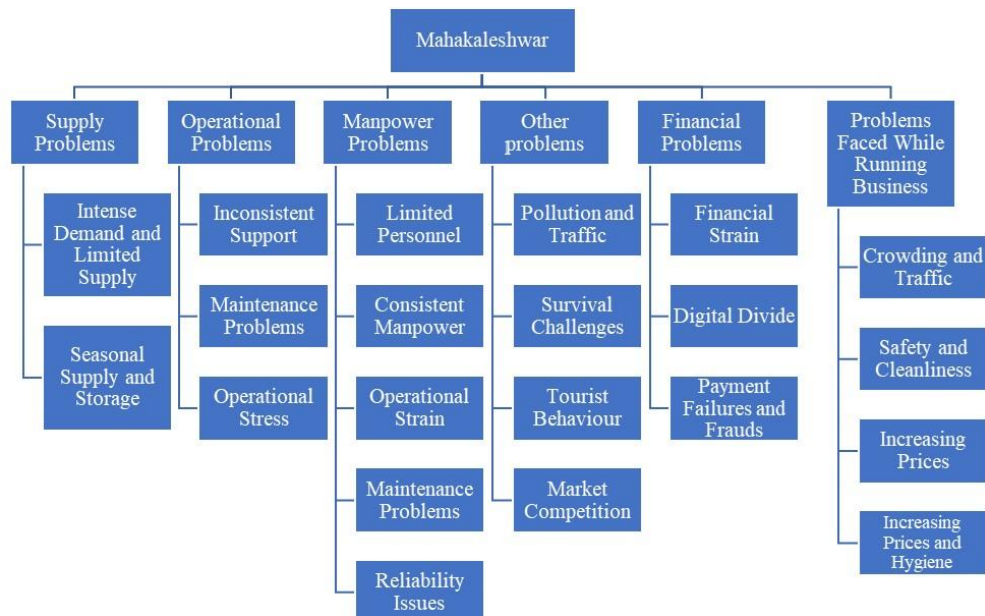 Mahakaleshwar
Supply
Problems
Intense
Demand and
Limited
Supply
Seasonal
Supply and
Storage
Operational
Problems
Inconsistent
Support
Maintenance
Problems
Operational
Stress
Manpower
Problems
Limited
Personnel
Consistent
Manpower
Operational
Strain
Maintenance
Problems
Reliability
Issues
Other
problems
Pollution and
Traffic
Survival
Challenges
Tourist
Behaviour
Market
Competition
Financial
Problems
Financial
Strain
Digital Divide
Payment
Failures and
Frauds
Problems
Faced While
Running
Business
Crowding and
Traffic
Safety and
Cleanliness
Increasing
Prices
Increasing
Prices and
Hygiene